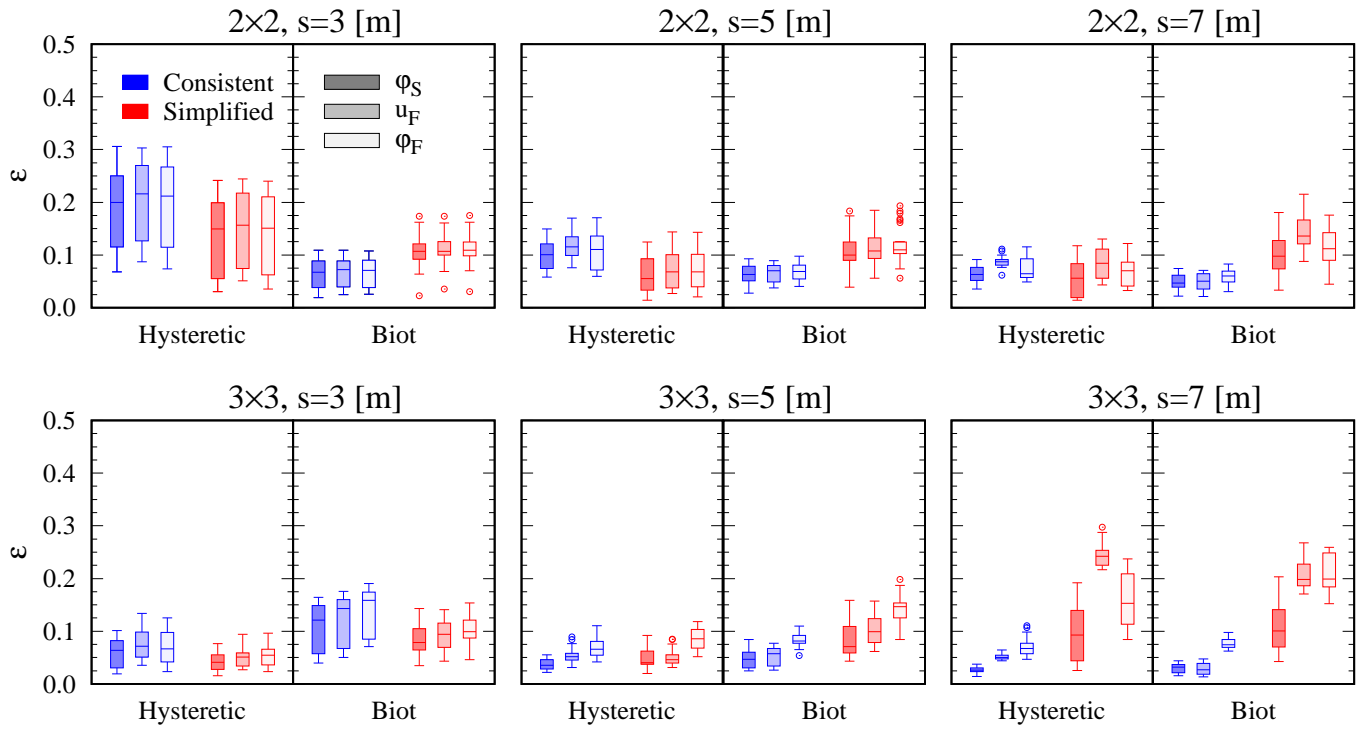 2×2, s=3 [m]
2×2, s=5 [m]
2×2, s=7 [m]
0.5
0.4
0.3
0.2
0.1
0.0
ε
Consistent
Simplified
φS
uF
φF
Hysteretic
Biot
Hysteretic
Biot
Hysteretic
Biot
3×3, s=3 [m]
3×3, s=5 [m]
3×3, s=7 [m]
0.5
0.4
0.3
0.2
0.1
0.0
ε
Hysteretic
Biot
Hysteretic
Biot
Hysteretic
Biot